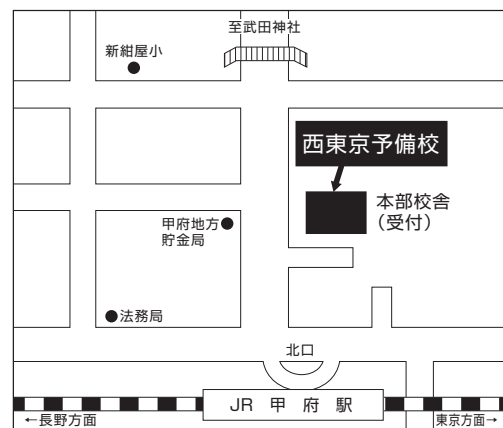 至武田神社
新紺屋小
西東京予備校
本部校舎
(受付)
甲府地方
貯金局
法務局
北口
JR 甲 府 駅
←長野方面
東京方面→